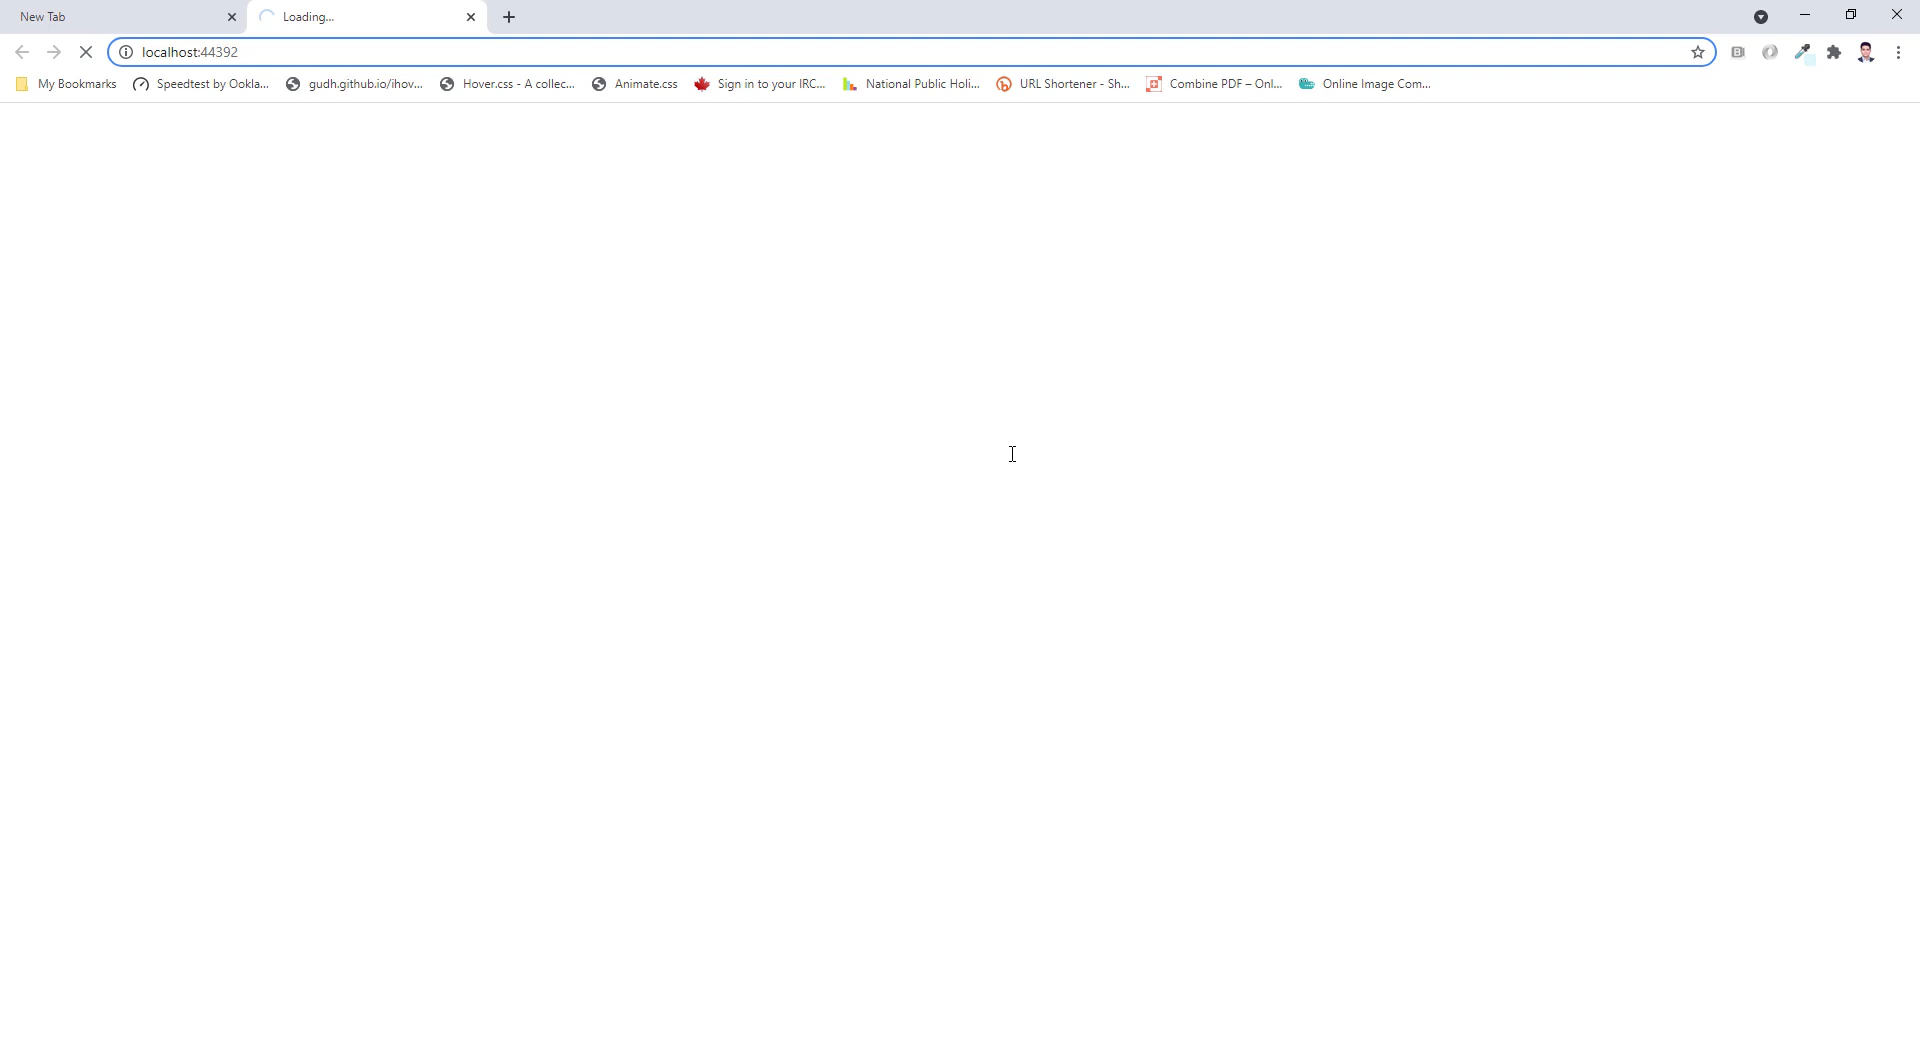 New Tab
Loading...
localhost:44392
My Bookmarks
Speedtest by Ookla...
gudh.github.io/ihov...
Hover.css - A collec...
Animate.css
Sign in to your IRC...
National Public Holi...
URL Shortener - Sh...
Combine PDF – Onl...
Online Image Com...